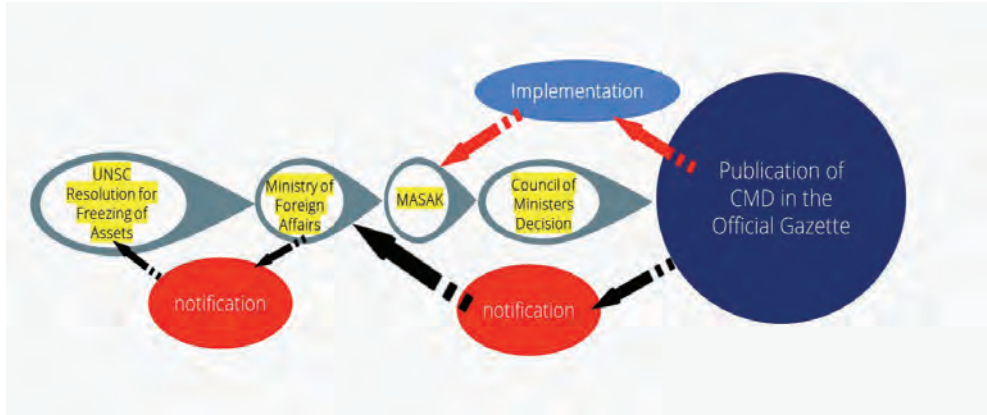 Implementation
UNSC
Resolution for
Freezing of
Assets
Ministry of
Foreign
Affairs
MASAK
Council of
Ministers
Decision
Publication of
CMD in the
Official Gazette
notification
notification